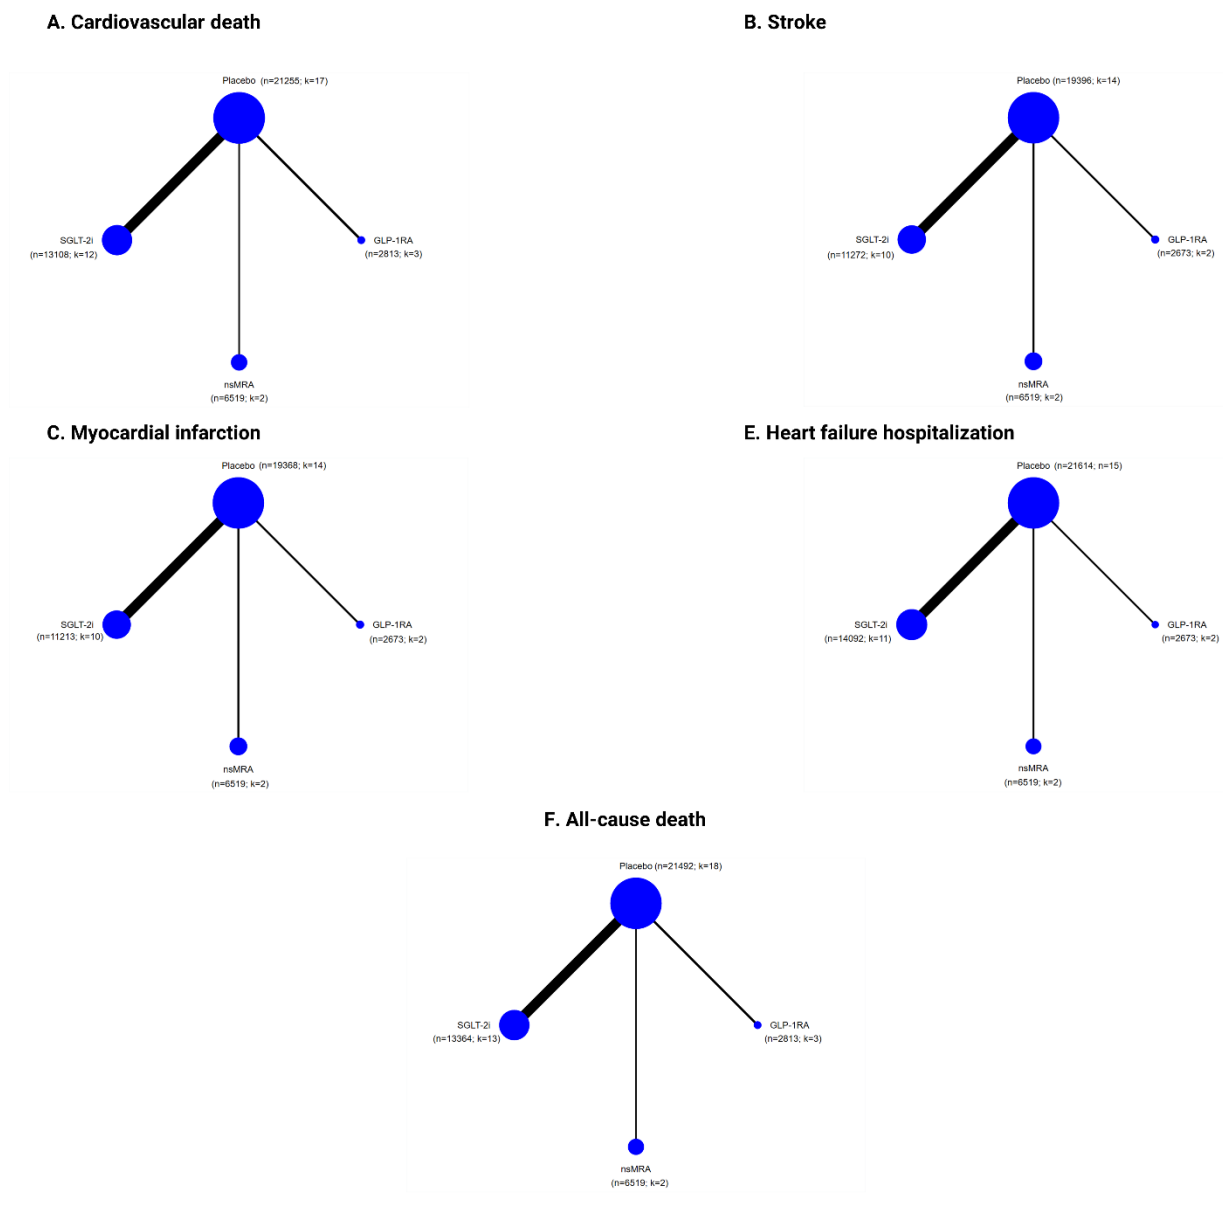 A. Cardiovascular death
Placebo (n=21255; k=17)
SGLT-2i
(n=13108; k=12)
GLP-1RA
(n=2813; k=3)
nsMRA
(n=6519; k=2)
B. Stroke
Placebo (n=19396; k=14)
SGLT-2i
(n=11272; k=10)
GLP-1RA
(n=2673; k=2)
nsMRA
(n=6519; k=2)
C. Myocardial infarction
Placebo (n=19368; k=14)
SGLT-2i
(n=11213; k=10)
GLP-1RA
(n=2673; k=2)
nsMRA
(n=6519; k=2)
E. Heart failure hospitalization
Placebo (n=21614; n=15)
SGLT-2i
(n=14092; k=11)
GLP-1RA
(n=2673; k=2)
nsMRA
(n=6519; k=2)
F. All-cause death
Placebo (n=21492; k=18)
SGLT-2i
(n=13364; k=13)
GLP-1RA
(n=2813; k=3)
nsMRA
(n=6519; k=2)